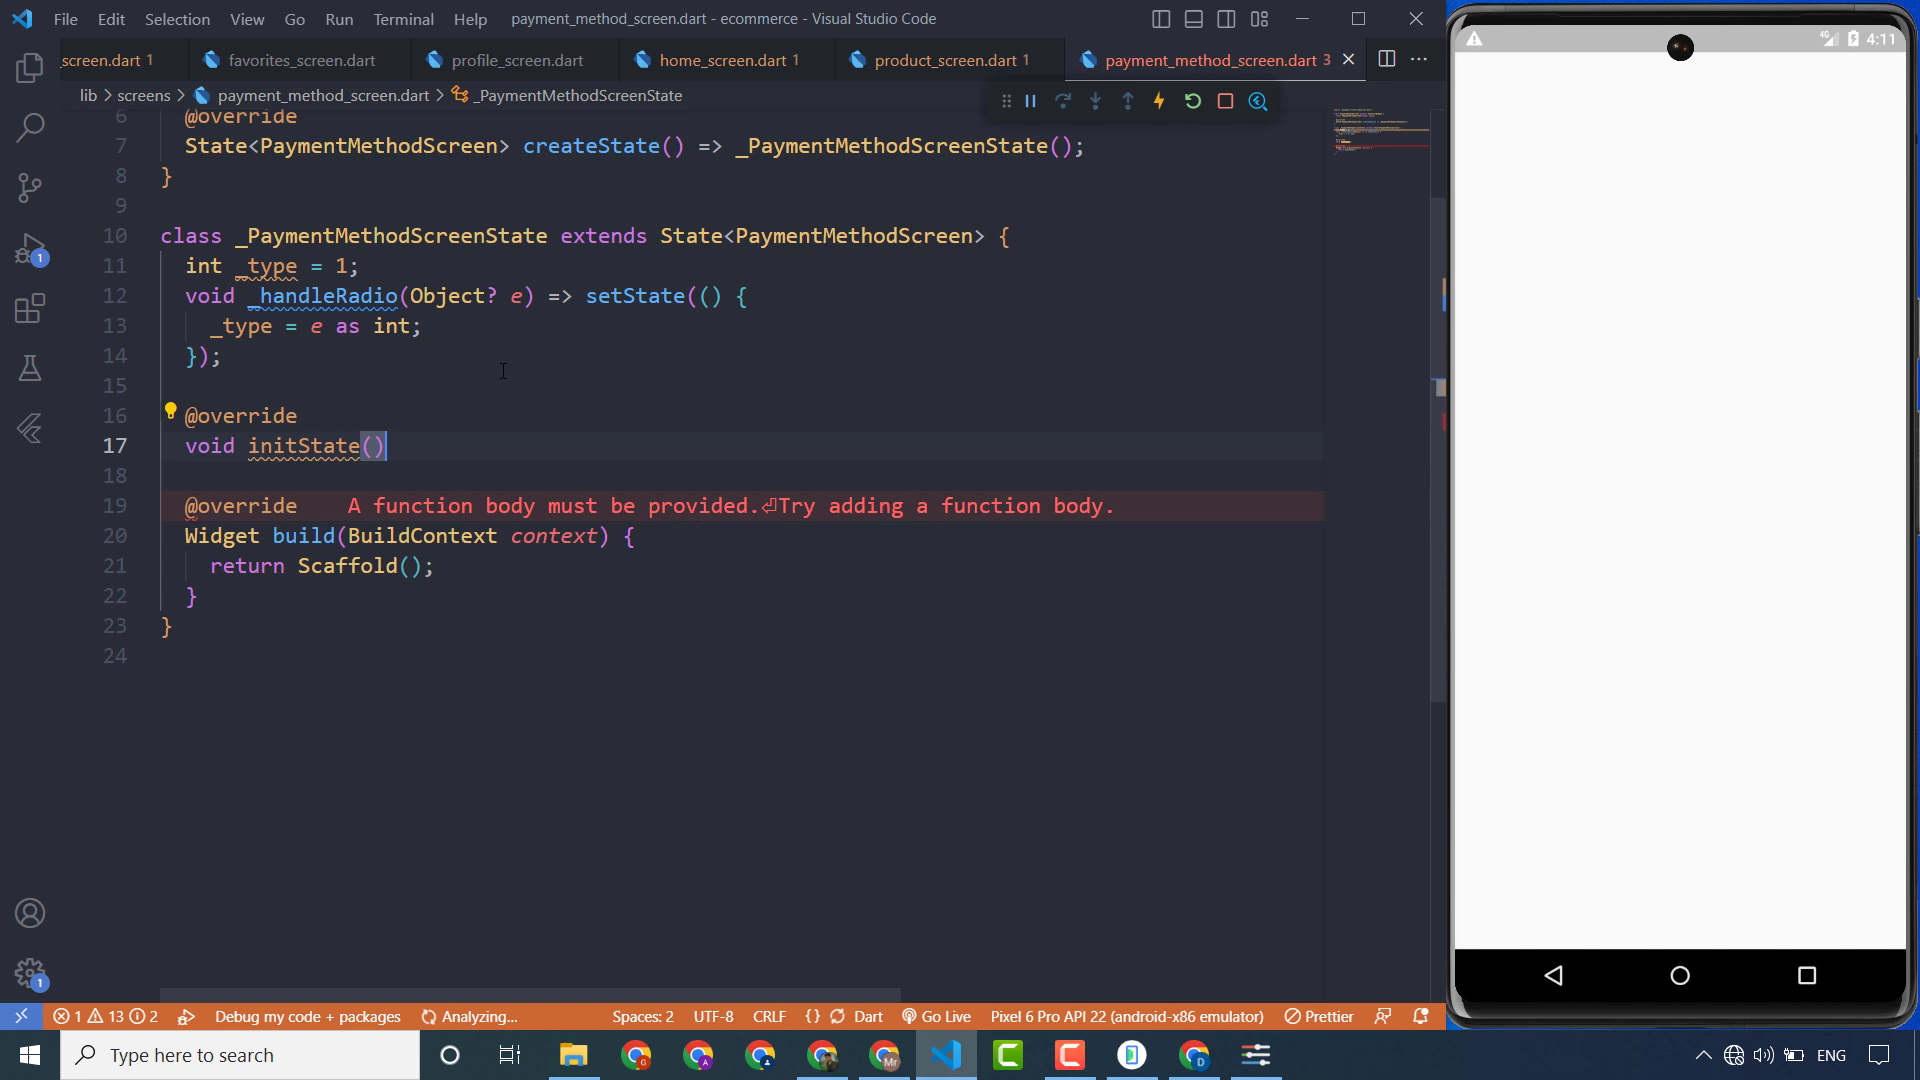 File Edit Selection View Go Run Terminal Help payment_method_screen.dart - ecommerce - Visual Studio Code
_screen.dart 1 favorites_screen.dart profile_screen.dart home_screen.dart 1 product_screen.dart 1 payment_method_screen.dart 3
lib > screens > payment_method_screen.dart > _PaymentMethodScreenState
6 @override
7 State<PaymentMethodScreen> createState() => _PaymentMethodScreenState();
8 }
9
10 class _PaymentMethodScreenState extends State<PaymentMethodScreen> {
11 int _type = 1;
12 void _handleRadio(Object? e) => setState(() {
13 _type = e as int;
14 });
15
16 @override
17 void initState()
18
19 @override A function body must be provided.⏎Try adding a function body.
20 Widget build(BuildContext context) {
21 return Scaffold();
22 }
23 }
24
1
1
1 13 2 Debug my code + packages Analyzing... Spaces: 2 UTF-8 CRLF {} Dart Go Live Pixel 6 Pro API 22 (android-x86 emulator) Prettier
Type here to search
ENG
4G 4:11